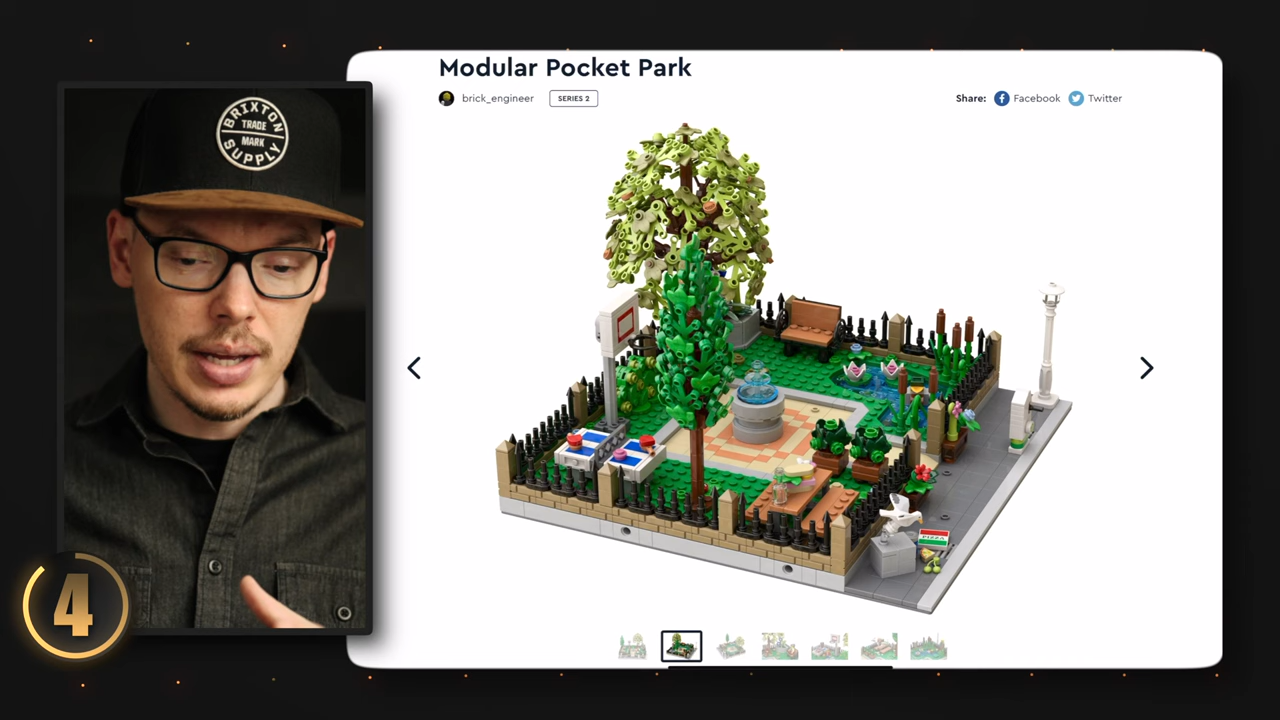 Modular Pocket Park
brick_engineer
SERIES 2
Share:
Facebook
Twitter
BRIXTON
TRADE
MARK
SUPPLY
PIZZA
4